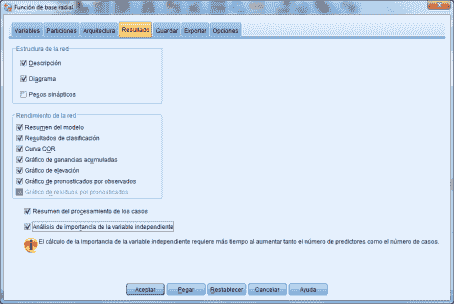 Función de base radial
Variables Particiones Arquitectura Resultado Guardar Exportar Opciones
Estructura de la red
Descripción
Diagrama
Pesos sinápticos
Rendimiento de la red
Resumen del modelo
Resultados de clasificación
Curva COR
Gráfico de ganancias acumuladas
Gráfico de elevación
Gráfico de pronosticados por observados
Gráfico de residuos por pronosticados
Resumen del procesamiento de los casos
Análisis de importancia de la variable independiente
El cálculo de la importancia de la variable independiente requiere más tiempo al aumentar tanto el número de predictores como el número de casos.
Aceptar Pegar Restablecer Cancelar Ayuda